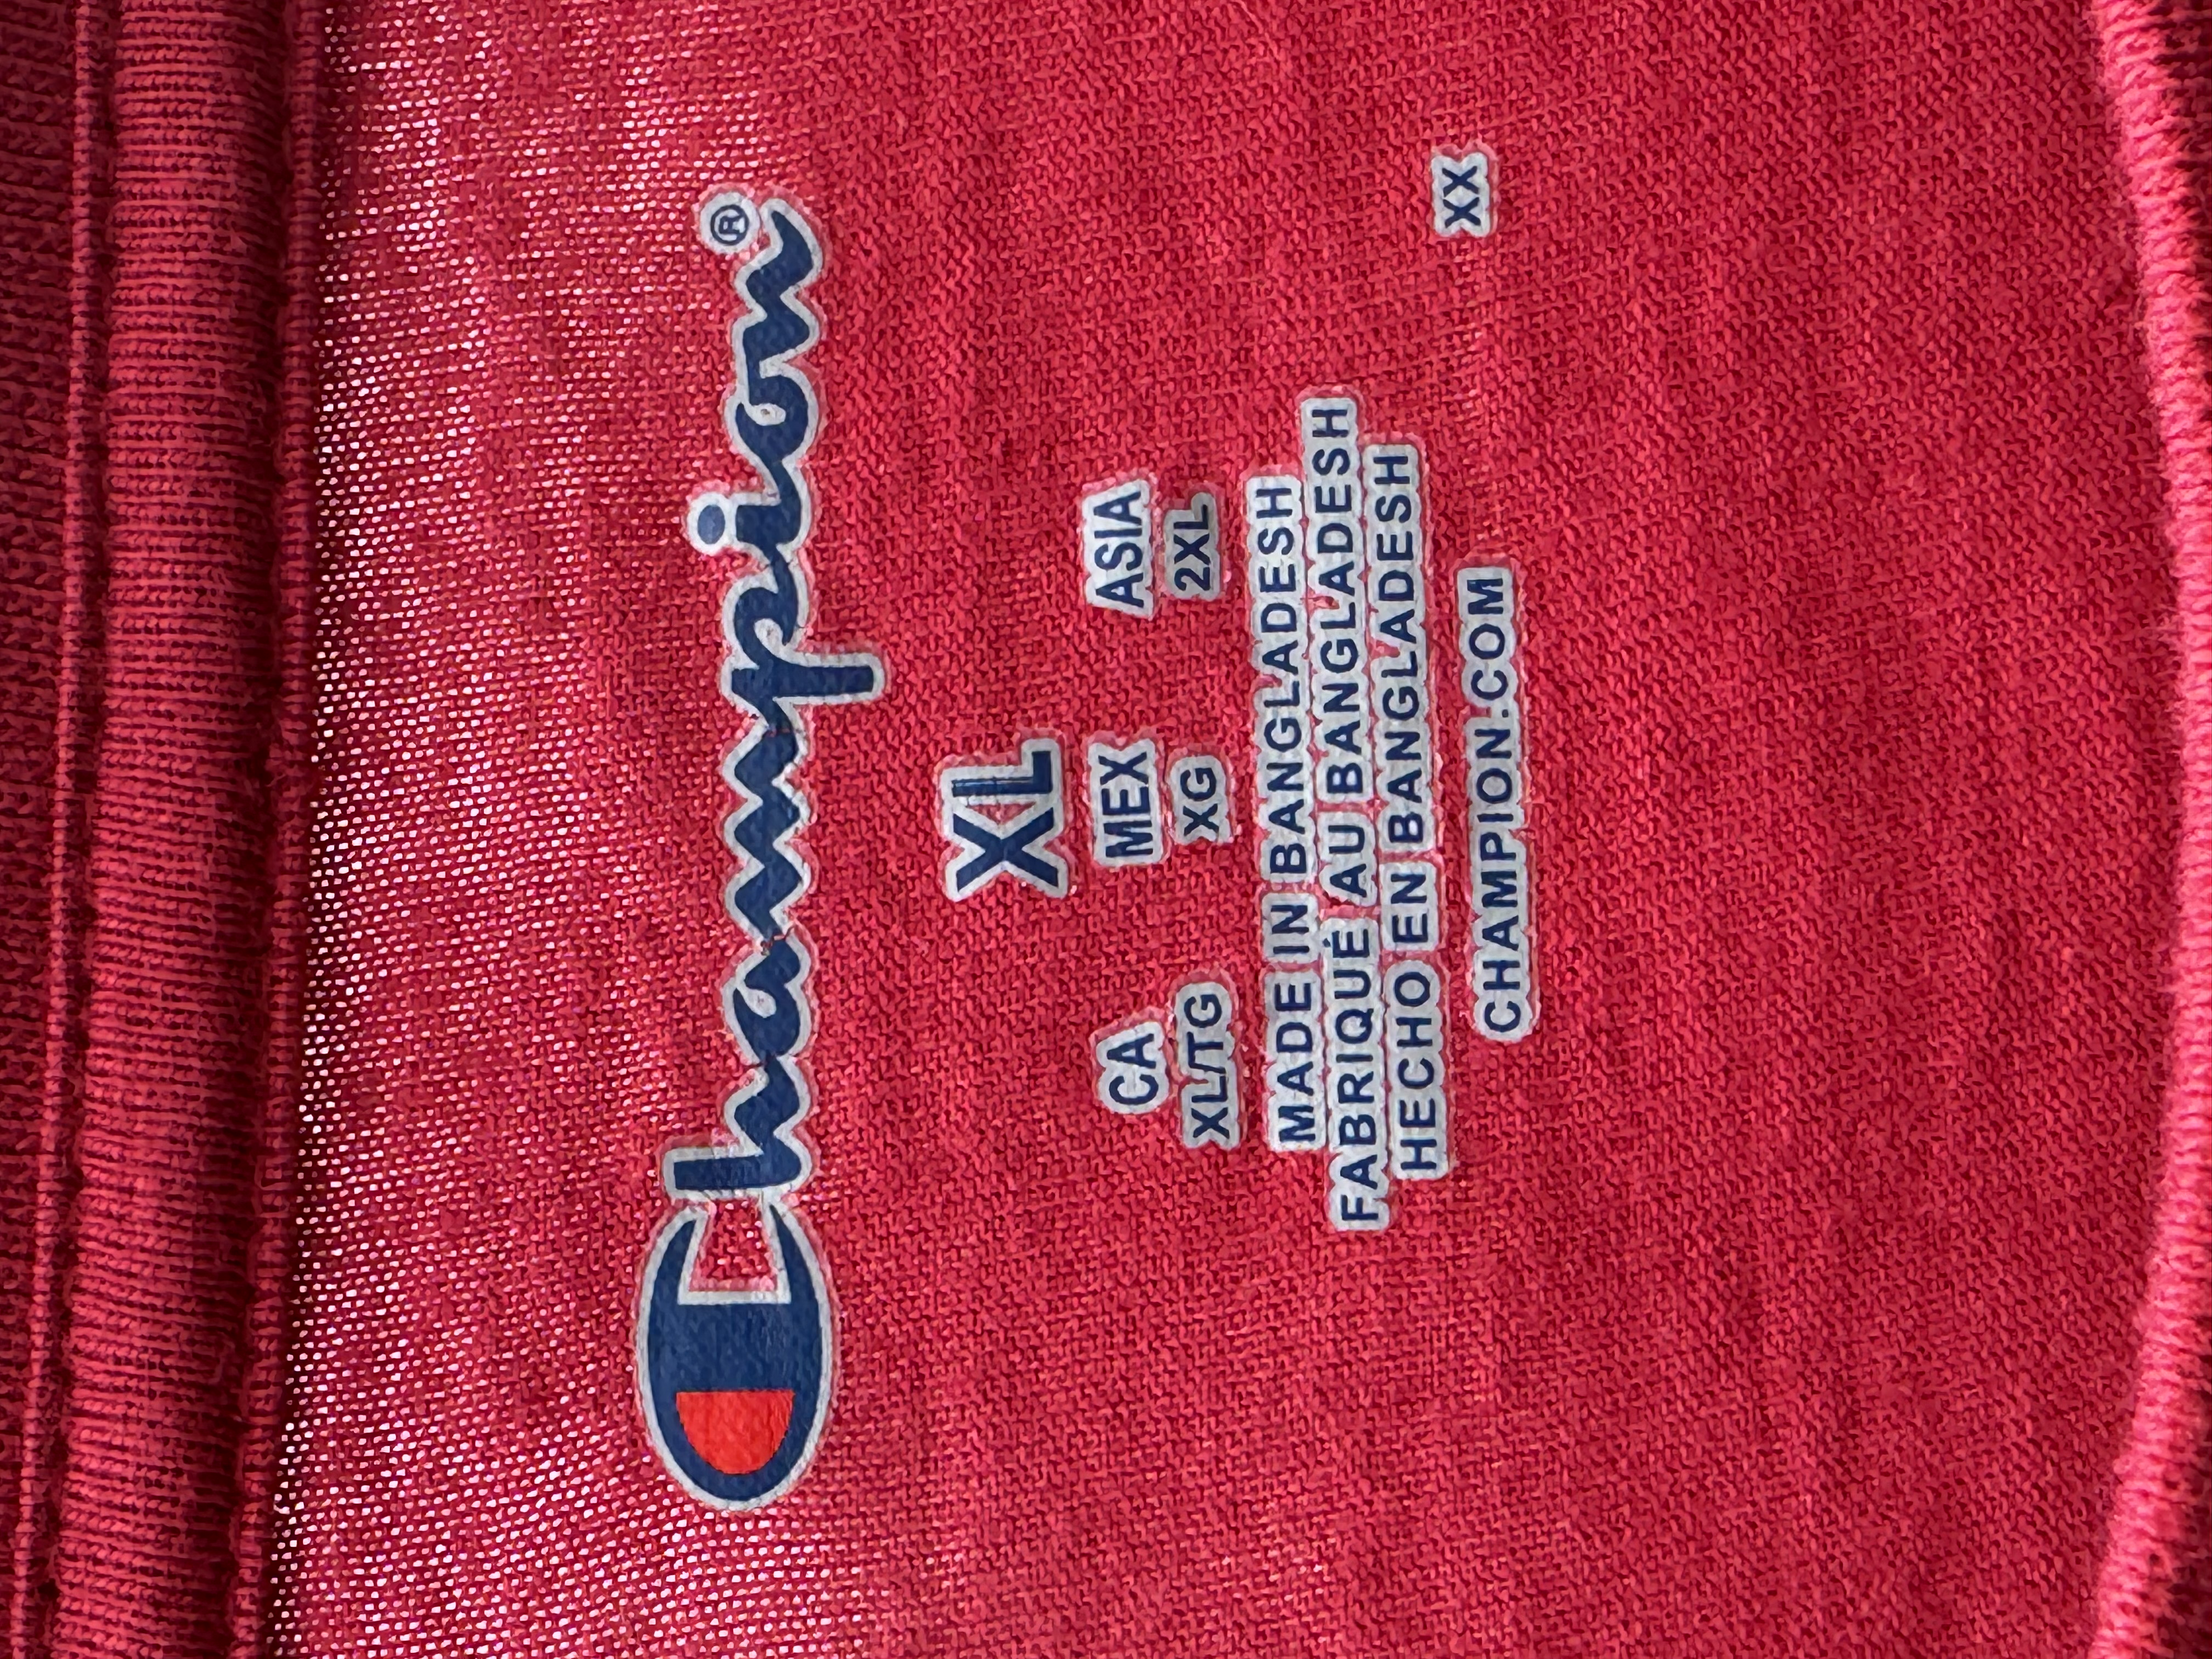 Champion®
XL
CA MEX ASIA
XL/TG XG 2XL
MADE IN BANGLADESH
FABRIQUÉ AU BANGLADESH
HECHO EN BANGLADESH
XX
CHAMPION.COM